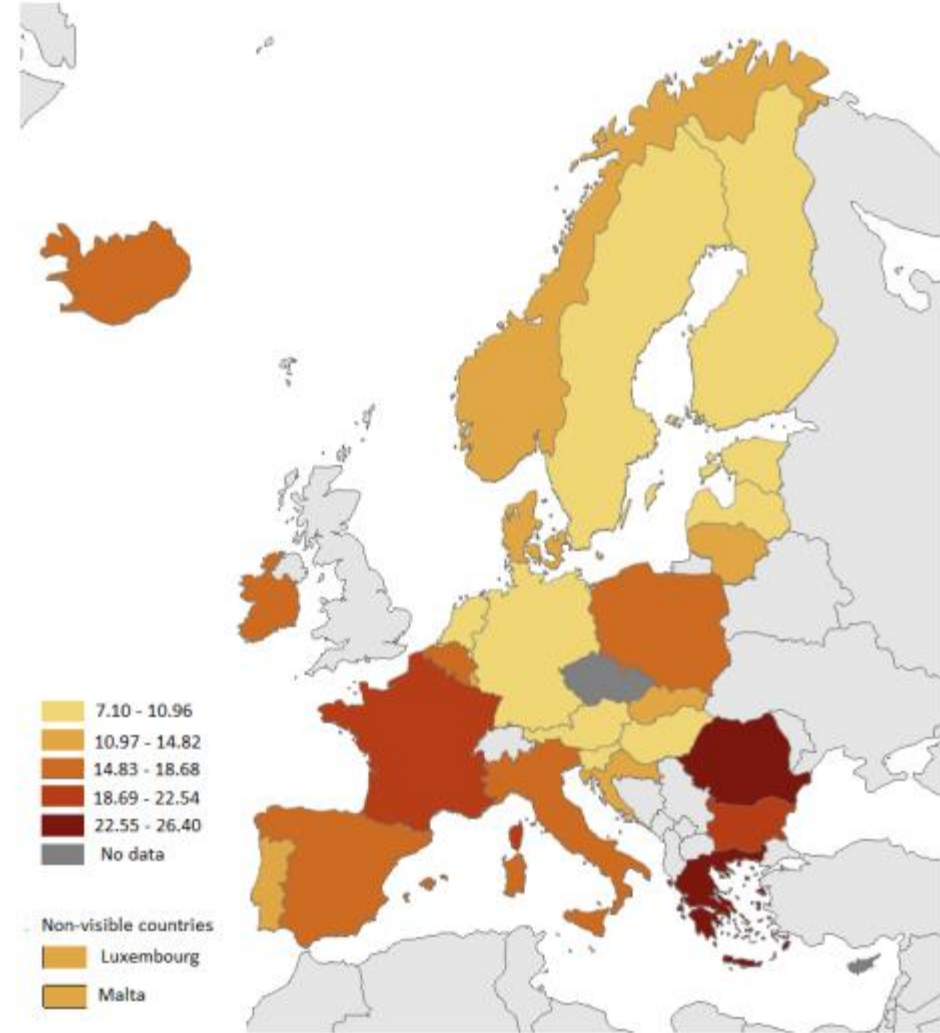 7.10 - 10.96
10.97 - 14.82
14.83 - 18.68
18.69 - 22.54
22.55 - 26.40
No data
Non-visible countries
Luxembourg
Malta